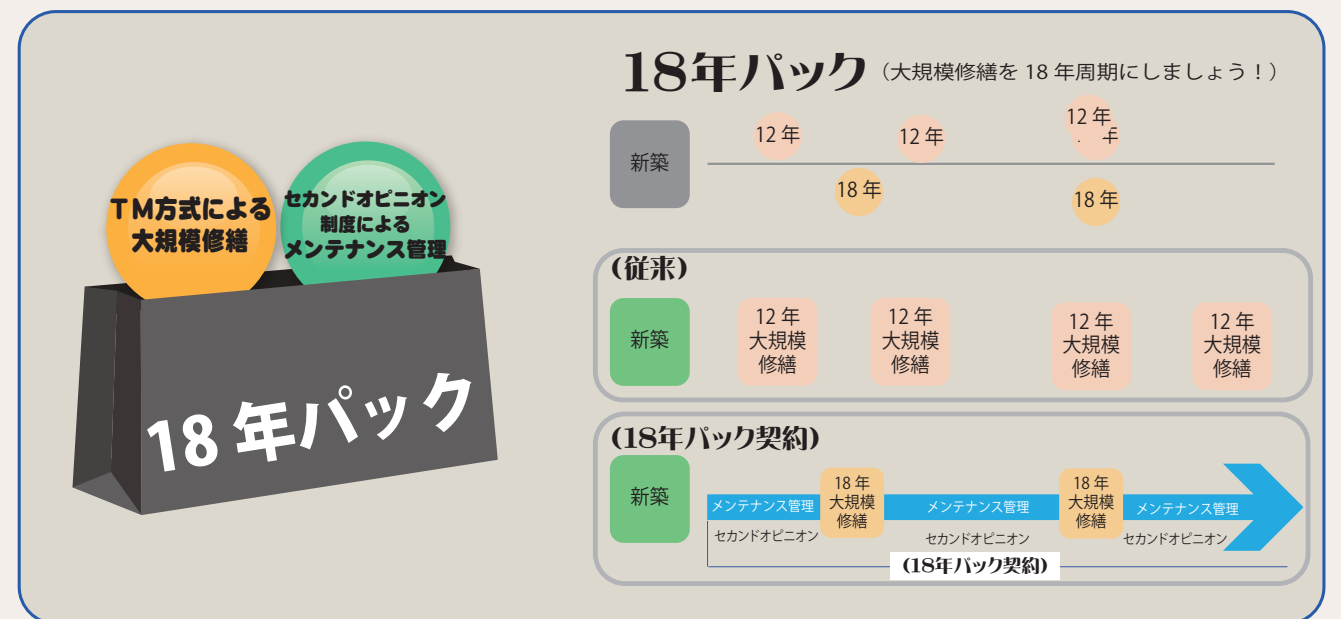 TM方式による
大規模修繕
セカンドオピニオン
制度による
メンテナンス管理
18年パック
18年パック（大規模修繕を18年周期にしましょう！）
新築
12年
12年
12年
年
18年
18年
(従来)
新築
12年
大規模
修繕
12年
大規模
修繕
12年
大規模
修繕
12年
大規模
修繕
(18年パック契約)
新築
メンテナンス管理
18年
大規模
修繕
メンテナンス管理
18年
大規模
修繕
メンテナンス管理
セカンドオピニオン
セカンドオピニオン
セカンドオピニオン
(18年パック契約)